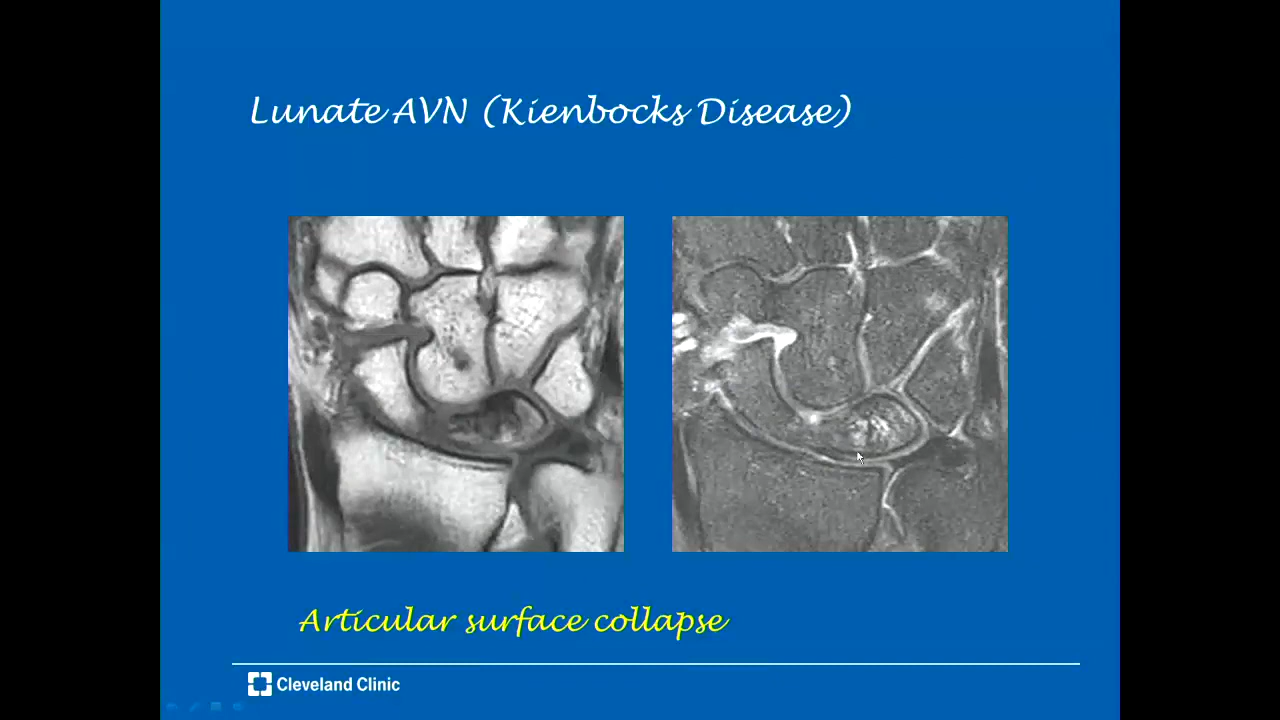 Lunate AVN (Kienbocks Disease)
Articular surface collapse
Cleveland Clinic